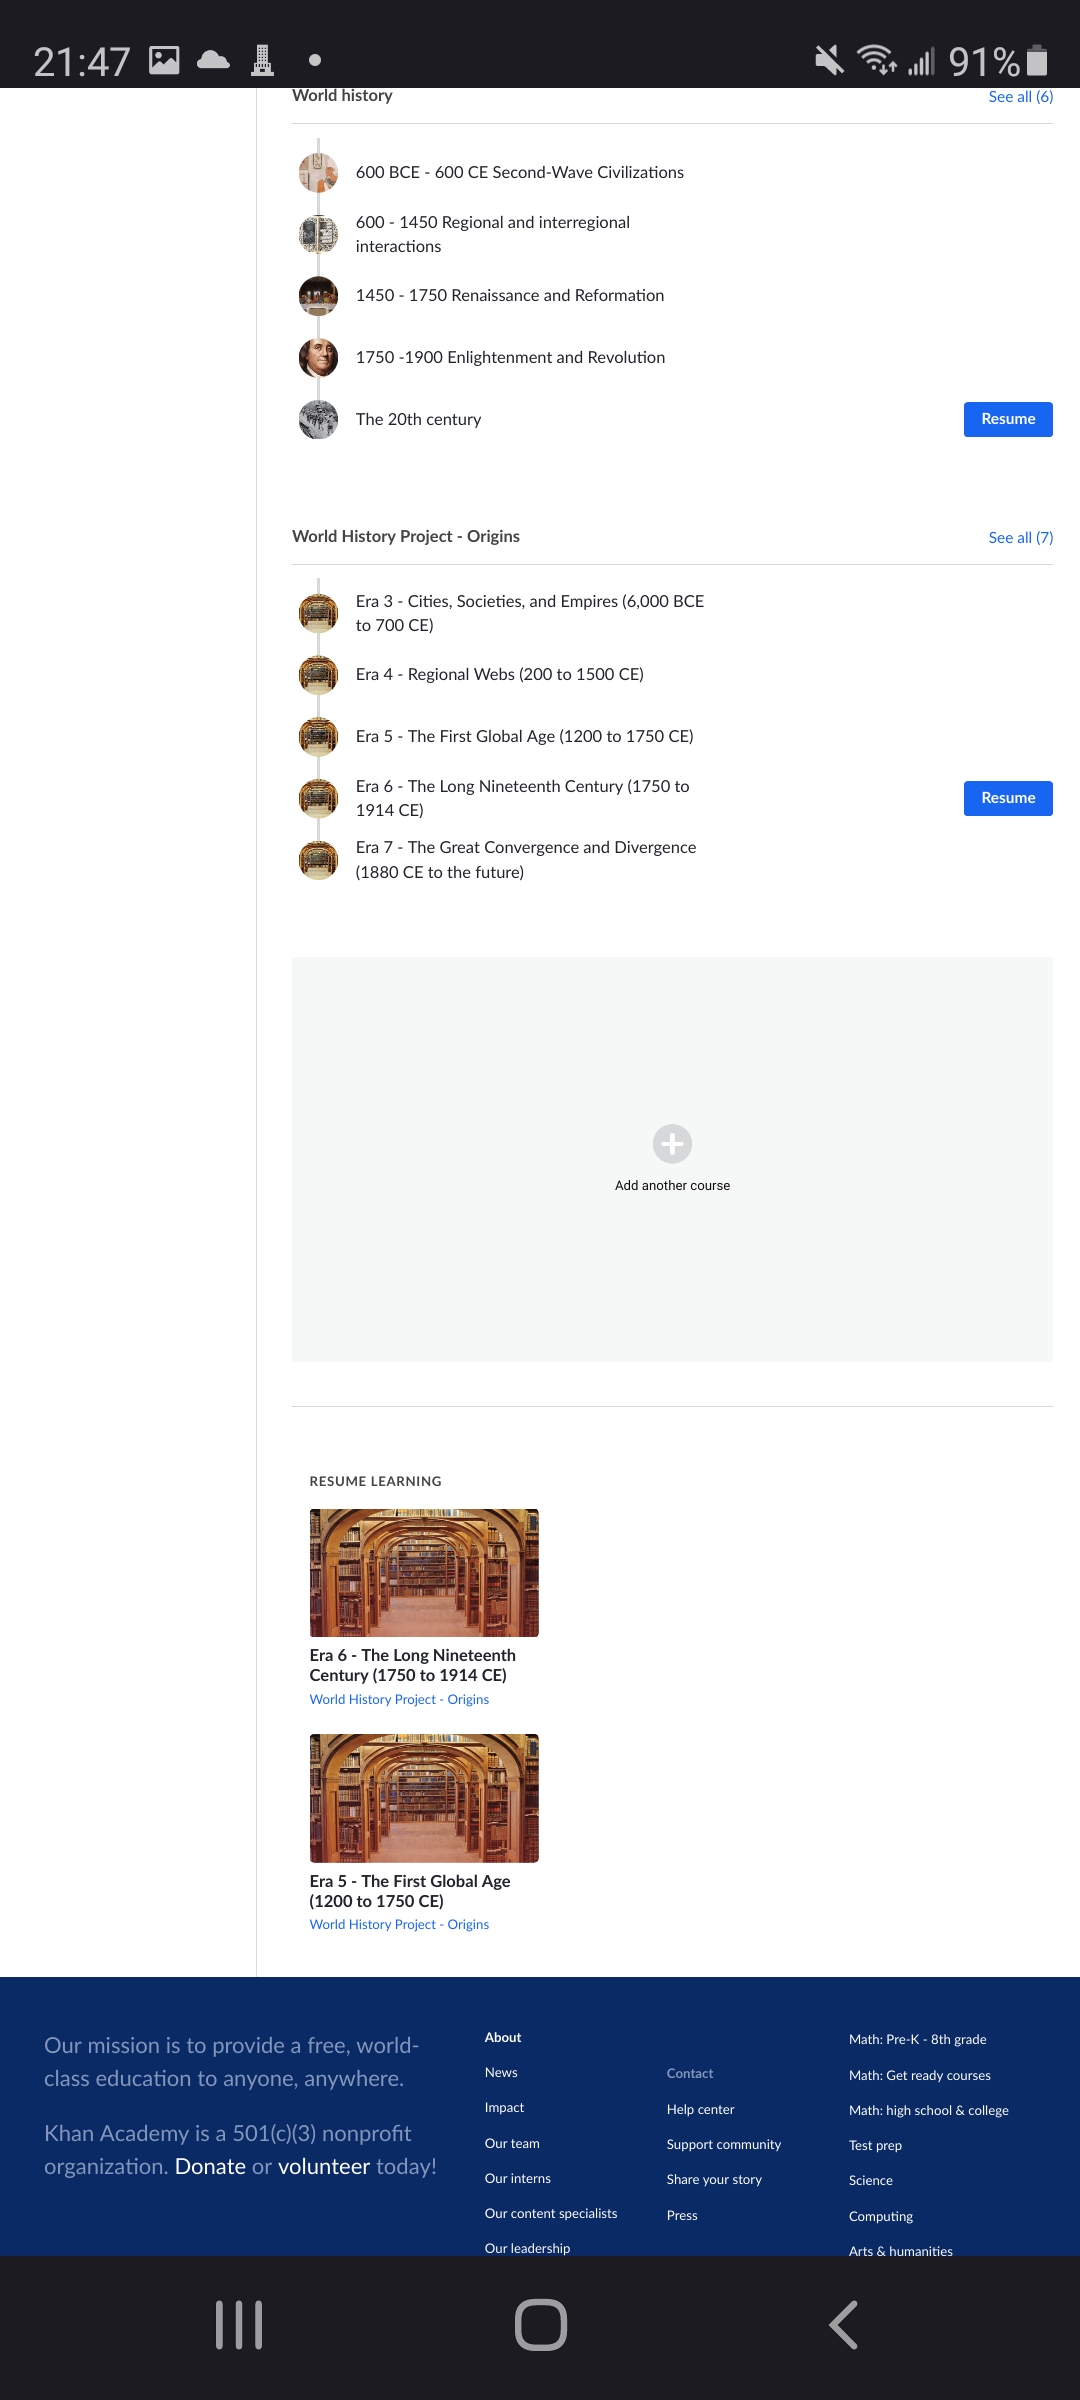 21:47
91%
World history
See all (6)
600 BCE - 600 CE Second-Wave Civilizations
600 - 1450 Regional and interregional
interactions
1450 - 1750 Renaissance and Reformation
1750 -1900 Enlightenment and Revolution
The 20th century
Resume
World History Project - Origins
See all (7)
Era 3 - Cities, Societies, and Empires (6,000 BCE
to 700 CE)
Era 4 - Regional Webs (200 to 1500 CE)
Era 5 - The First Global Age (1200 to 1750 CE)
Era 6 - The Long Nineteenth Century (1750 to
1914 CE)
Resume
Era 7 - The Great Convergence and Divergence
(1880 CE to the future)
Add another course
RESUME LEARNING
Era 6 - The Long Nineteenth
Century (1750 to 1914 CE)
World History Project - Origins
Era 5 - The First Global Age
(1200 to 1750 CE)
World History Project - Origins
Our mission is to provide a free, world-
class education to anyone, anywhere.
Khan Academy is a 501(c)(3) nonprofit
organization. Donate or volunteer today!
About
News
Impact
Our team
Our interns
Our content specialists
Our leadership
Contact
Help center
Support community
Share your story
Press
Math: Pre-K - 8th grade
Math: Get ready courses
Math: high school & college
Test prep
Science
Computing
Arts & humanities